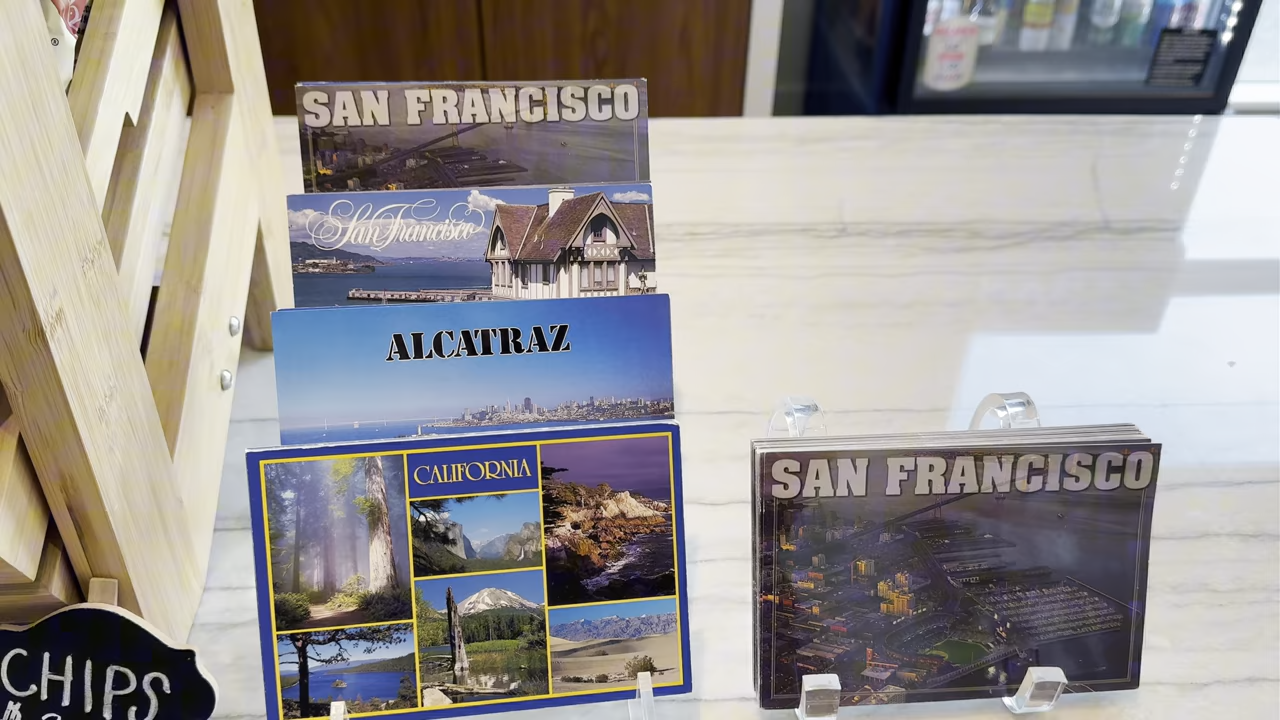 SAN FRANCISCO
San Francisco
ALCATRAZ
CALIFORNIA
SAN FRANCISCO
CHIPS